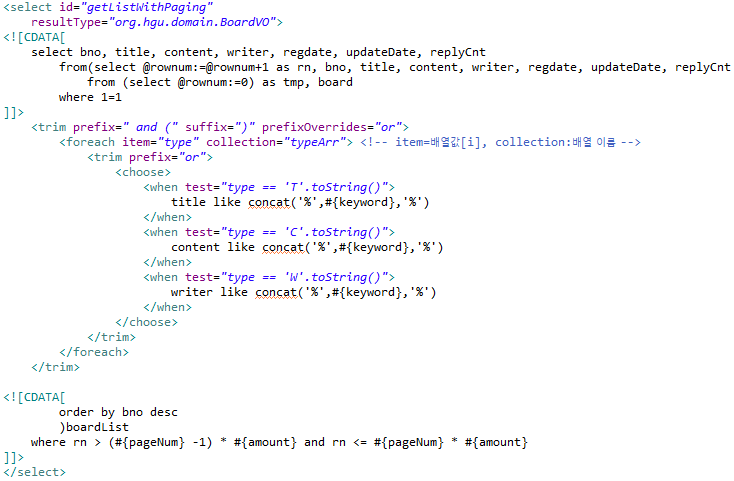 <select id="getListWithPaging"
resultType="org.hgu.domain.BoardVO">
<![CDATA[
select bno, title, content, writer, regdate, updateDate, replyCnt
from(select @rownum:=@rownum+1 as rn, bno, title, content, writer, regdate, updateDate, replyCnt
from (select @rownum:=0) as tmp, board
where 1=1
]]>
<trim prefix=" and (" suffix=")" prefixOverrides="or">
<foreach item="type" collection="typeArr"> <!-- item=배열값[i], collection:배열 이름 -->
<trim prefix="or">
<choose>
<when test="type == 'T'.toString()">
title like concat('%',#{keyword},'%')
</when>
<when test="type == 'C'.toString()">
content like concat('%',#{keyword},'%')
</when>
<when test="type == 'W'.toString()">
writer like concat('%',#{keyword},'%')
</when>
</choose>
</trim>
</foreach>
</trim>
<![CDATA[
order by bno desc
)boardList
where rn > (#{pageNum} -1) * #{amount} and rn <= #{pageNum} * #{amount}
]]>
</select>